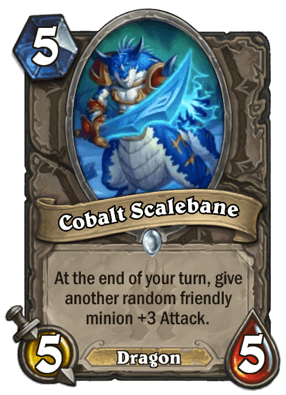 5
Cobalt Scalebane
At the end of your turn, give
another random friendly
minion +3 Attack.
5
Dragon
5